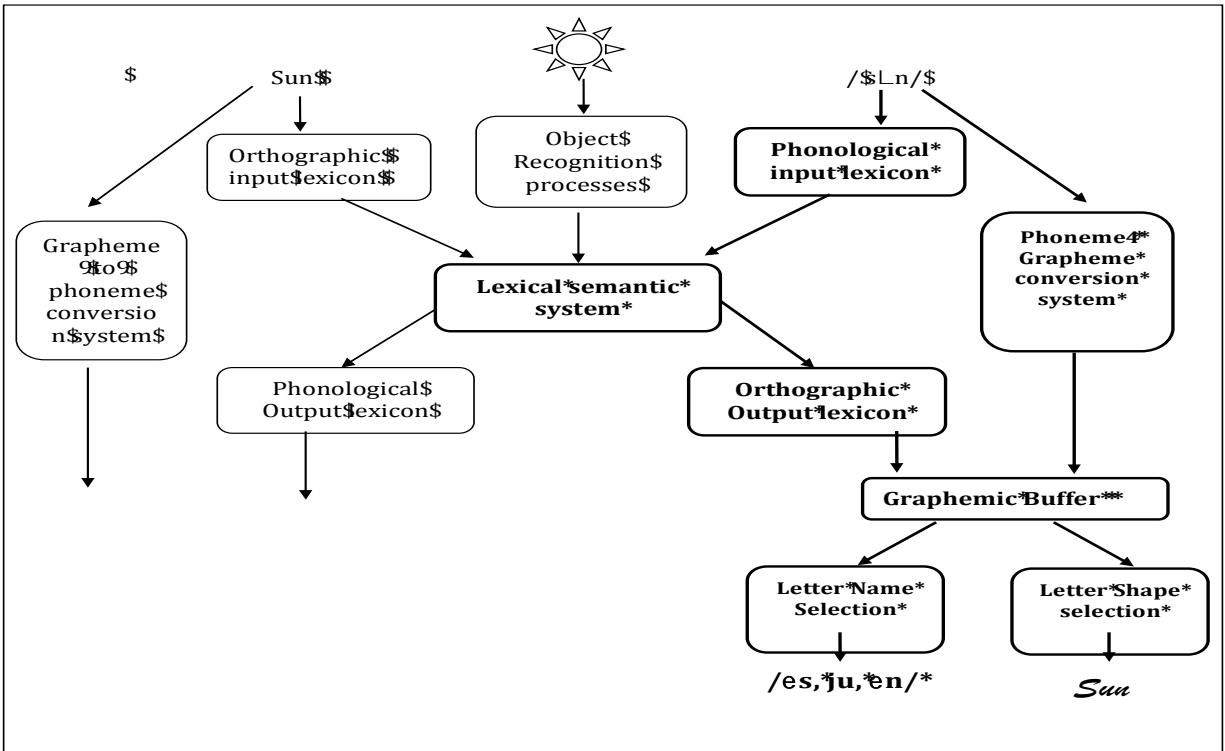 $
Sun$$
/$sLn/$
Orthographic$$
input$lexicon$$
Object$
Recognition$
processes$
Phonological*
input*lexicon*
Grapheme
9$to9$
phoneme$
conversio
n$system$
Lexical*semantic*
system*
Phoneme4**
Grapheme*
conversion*
system*
Phonological$
Output$lexicon$
Orthographic*
Output*lexicon*
Graphemic*Buffer***
Letter*Name*
Selection*
Letter*Shape*
selection*
/es,*ju,*en/*
Sun